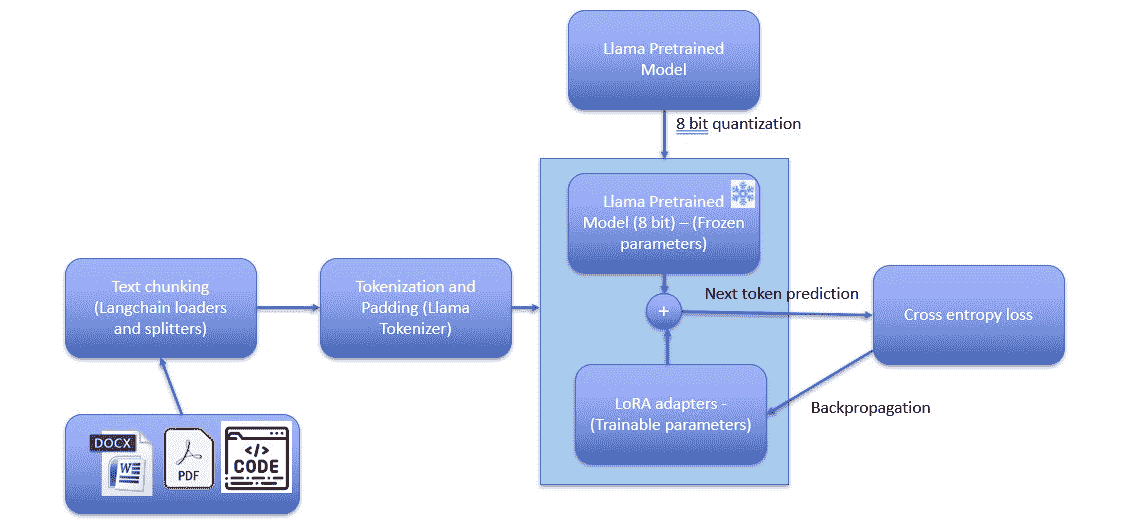 Llama Pretrained
Model
8 bit quantization
Llama Pretrained
Model (8 bit) – (Frozen
parameters)
Text chunking
(Langchain loaders
and splitters)
Tokenization and
Padding (Llama
Tokenizer)
+
Next token prediction
Cross entropy loss
LoRA adapters -
(Trainable parameters)
Backpropagation
DOCX
W
PDF
</>
CODE